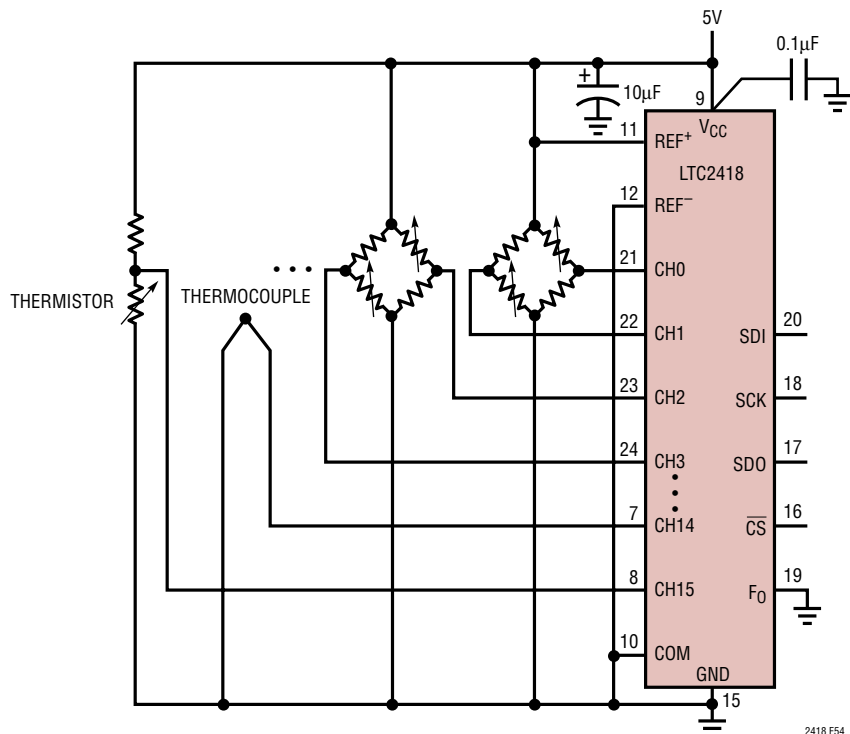 5V
0.1µF
+
10µF
9
VCC
11
REF+
LTC2418
12
REF−
21
CH0
THERMISTOR
• • •
THERMOCOUPLE
22
CH1
SDI
20
23
CH2
SCK
18
24
CH3
SDO
17
7
CH14
CS
16
8
CH15
FO
19
10
COM
GND
15
2418 F54